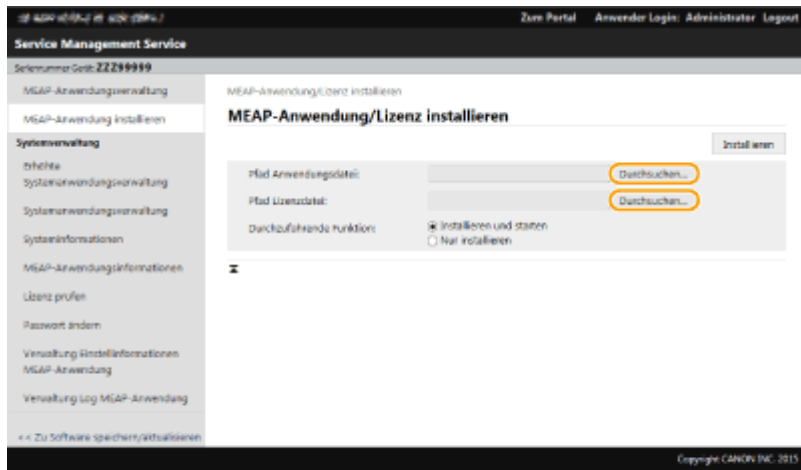 Zum Portal Anwender Login: Administrator Logout
Service Management Service
Seriennummer Gerät: ZZZ99999
MEAP-Anwendungsverwaltung
MEAP-Anwendung installieren
Systemverwaltung
Erhöhte
Systemanwendungsverwaltung
Systemanwendungsverwaltung
Systeminformationen
MEAP-Anwendungsinformationen
Lizenz prüfen
Passwort ändern
Verwaltung Einstellinformationen
MEAP-Anwendung
Verwaltung Log MEAP-Anwendung
<< Zu Software speichern/aktualisieren
MEAP-Anwendung/Lizenz installieren
MEAP-Anwendung/Lizenz installieren
Installieren
Pfad Anwendungsdatei: Durchsuchen...
Pfad Lizenzdatei: Durchsuchen...
Durchzuführende Funktion: Installieren und starten
Nur installieren
Copyright CANON INC. 2015